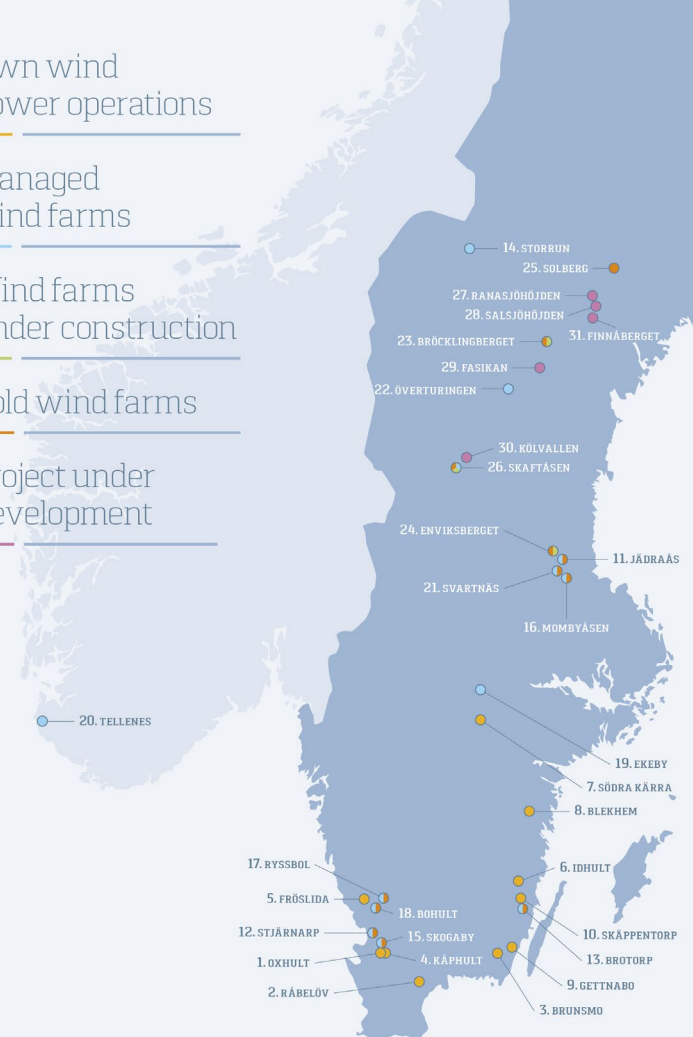 wn wind
ower operations
anaged
ind farms
ind farms
nder construction
old wind farms
roject under
evelopment
14. STORRUN
25. SOLBERG
27. RANASJÖHÖJDEN
28. SALSJÖHÖJDEN
31. FINNÅBERGET
23. BRÖCKLINGBERGET
29. FASIKAN
22. ÖVERTURINGEN
30. KÖLVALLEN
26. SKAFTÅSEN
24. ENVIKSBERGET
11. JÄDRAÅS
21. SVARTNÄS
16. MOMBYÅSEN
20. TELLENES
19. EKEBY
7. SÖDRA KÄRRA
8. BLEKHEM
17. RYSSBOL
6. IDHULT
5. FRÖSLIDA
18. BOHULT
12. STJÄRNARP
15. SKOGABY
10. SKÄPPENTORP
1. OXHULT
4. KÅPHULT
13. BROTORP
2. RÅBELÖV
9. GETTNABO
3. BRUNSMO